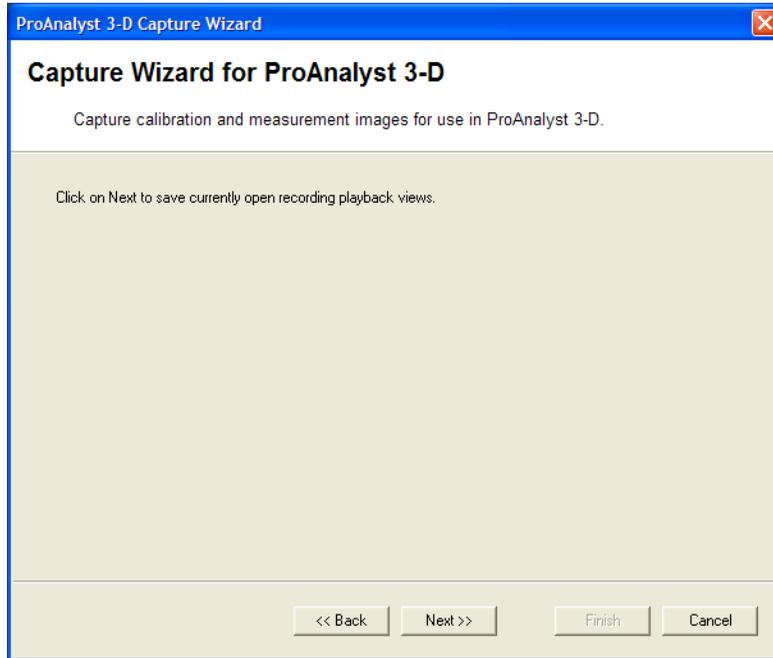 ProAnalyst 3-D Capture Wizard
Capture Wizard for ProAnalyst 3-D
Capture calibration and measurement images for use in ProAnalyst 3-D.
Click on Next to save currently open recording playback views.
<< Back Next >> Finish Cancel